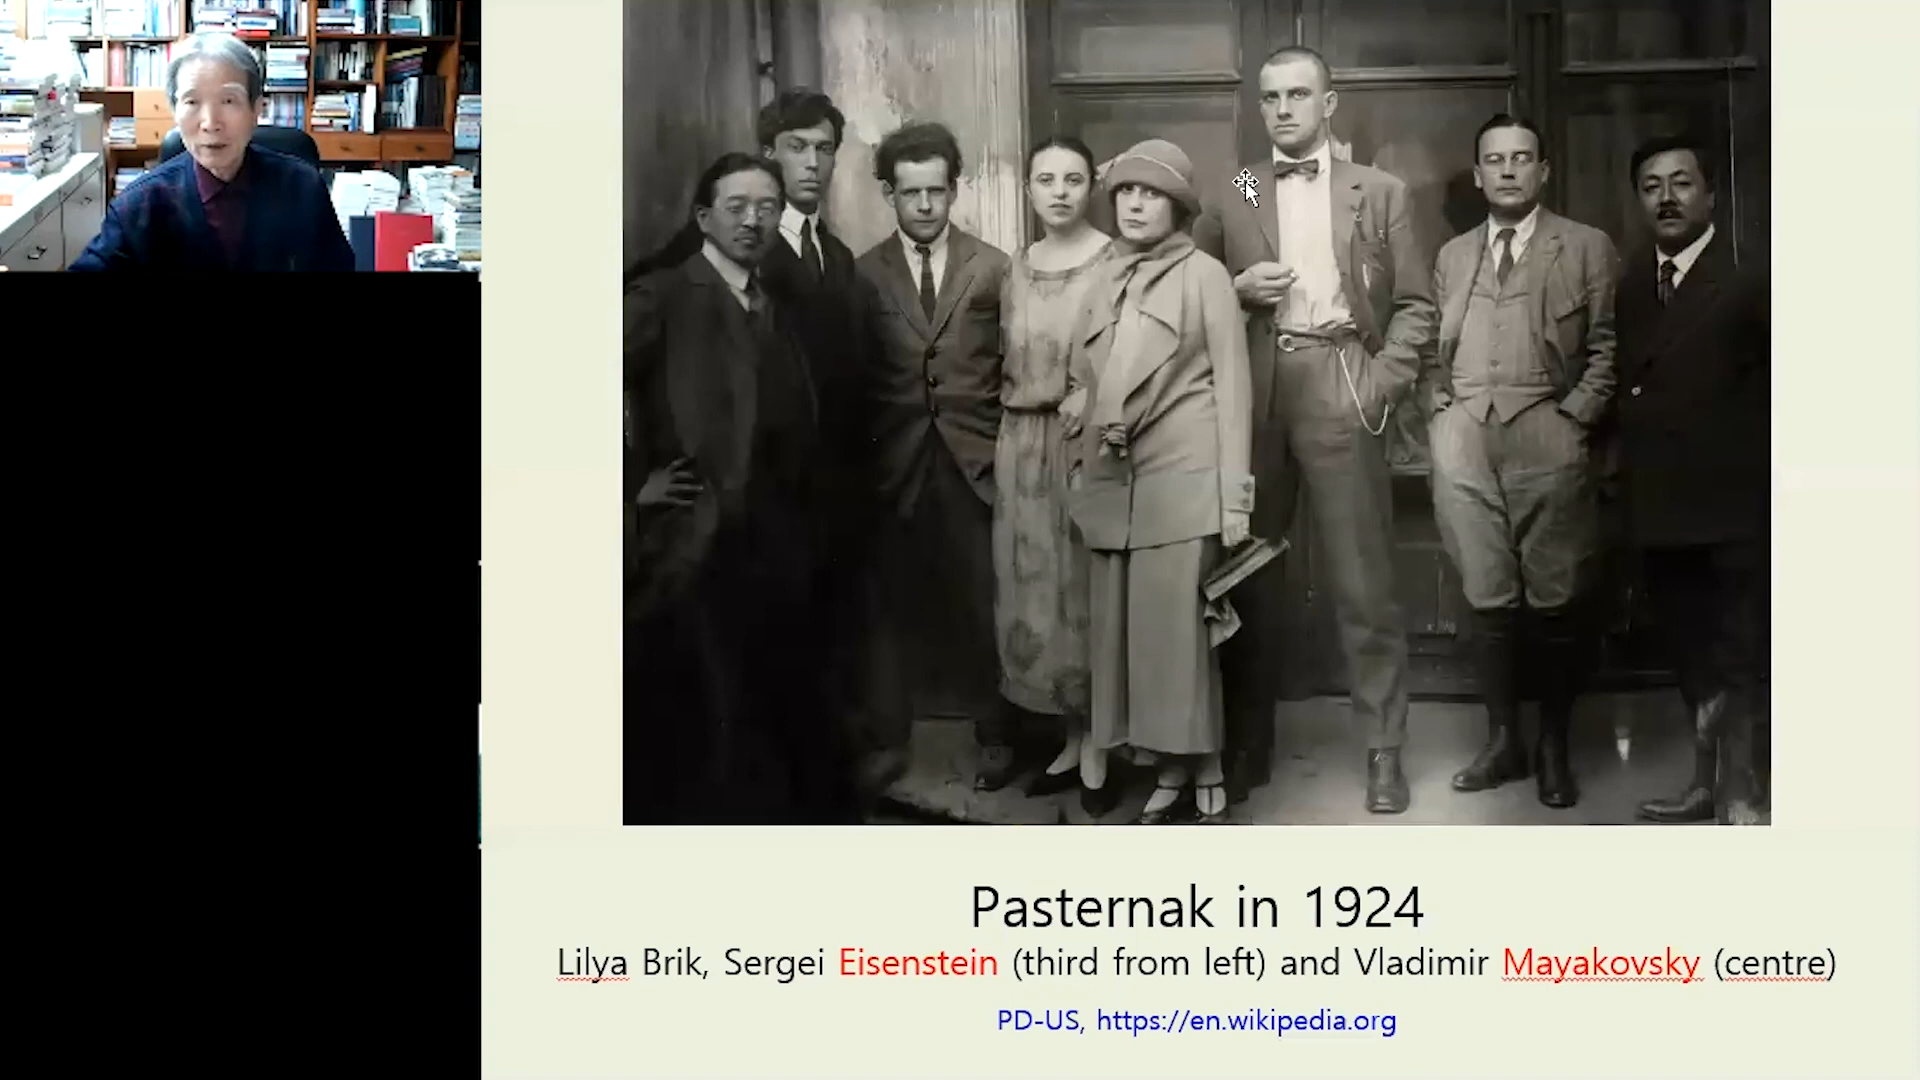 Pasternak in 1924
Lilya Brik, Sergei Eisenstein (third from left) and Vladimir Mayakovsky (centre)
PD-US, https://en.wikipedia.org